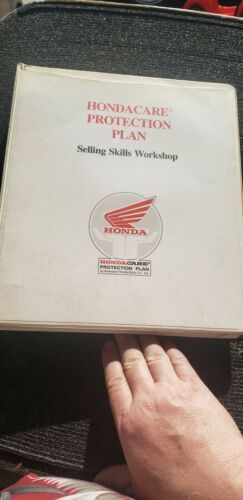 HONDACARE®
PROTECTION
PLAN
Selling Skills Workshop
HONDA
HONDACARE®
PROTECTION PLAN